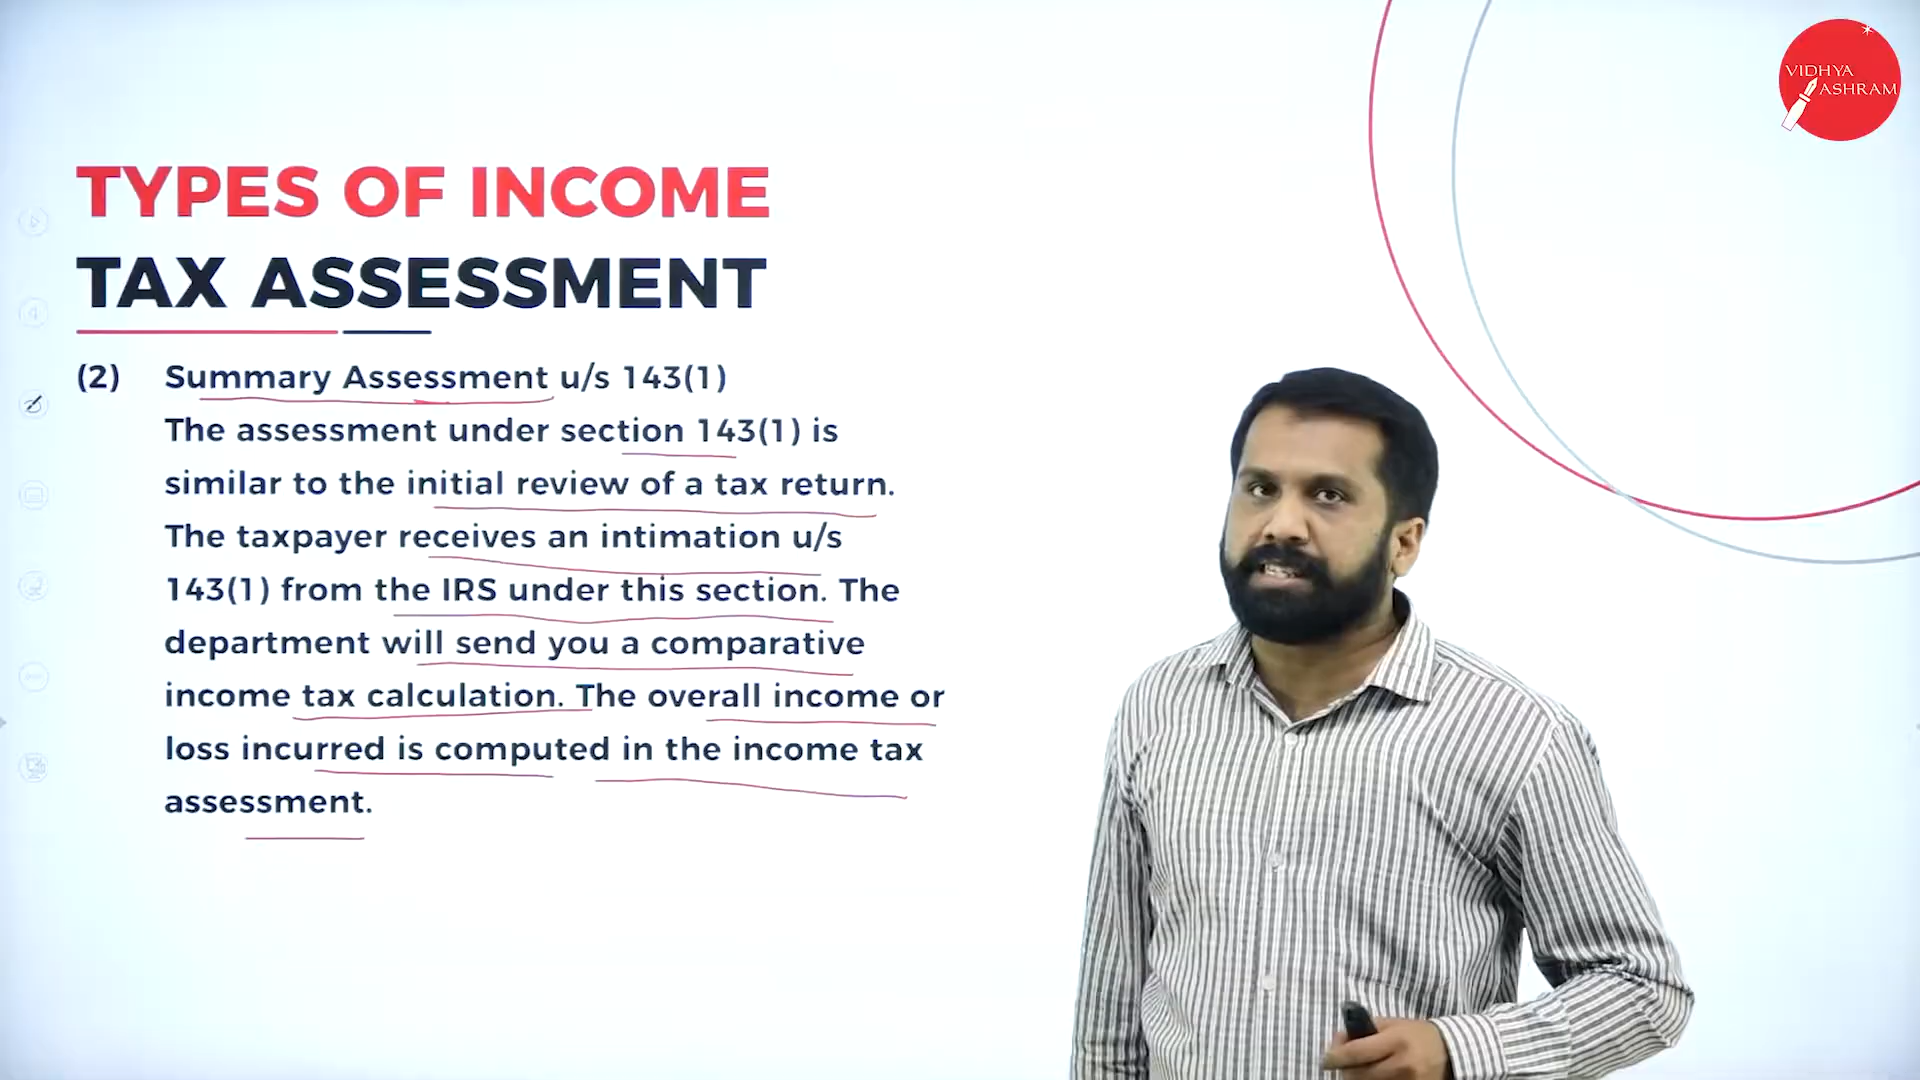 VIDHYA
ASHRAM
TYPES OF INCOME
TAX ASSESSMENT
(2) Summary Assessment u/s 143(1)
The assessment under section 143(1) is
similar to the initial review of a tax return.
The taxpayer receives an intimation u/s
143(1) from the IRS under this section. The
department will send you a comparative
income tax calculation. The overall income or
loss incurred is computed in the income tax
assessment.